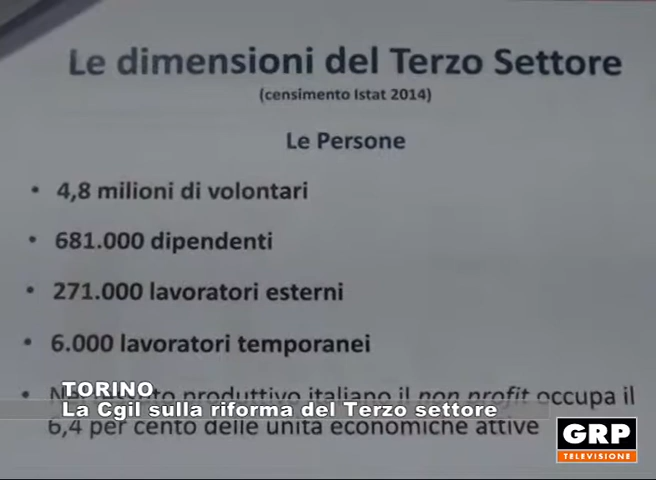 Le dimensioni del Terzo Settore
(censimento Istat 2014)
Le Persone
• 4,8 milioni di volontari
• 681.000 dipendenti
• 271.000 lavoratori esterni
• 6.000 lavoratori temporanei
• produttivo italiano il non profit occupa il
TORINO
La Cgil sulla riforma del Terzo settore
6,4 per cento delle unità economiche attive
GRP
TELEVISIONE